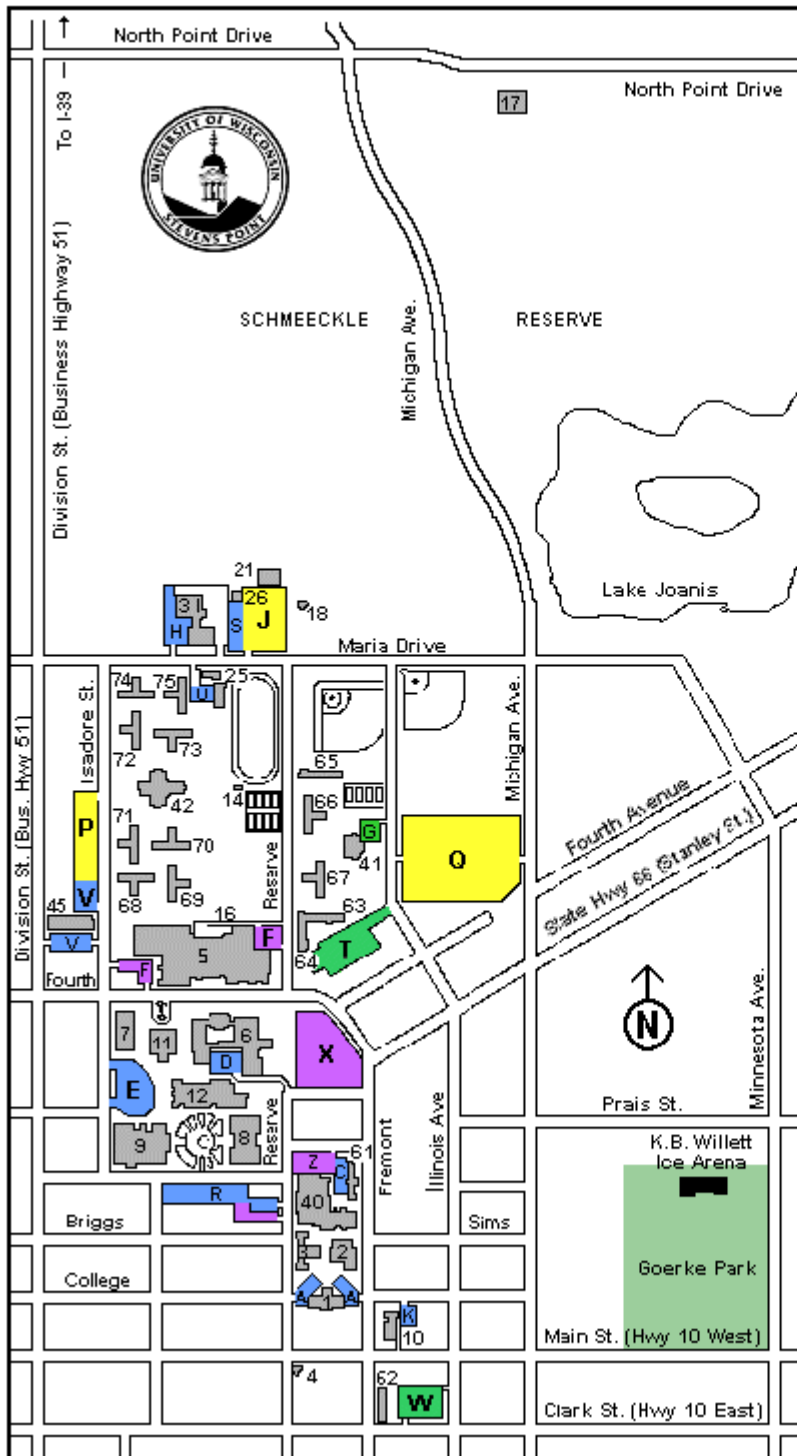 North Point Drive
To I-39
North Point Drive
17
UNIVERSITY OF WISCONSIN
STEVENS POINT
Division St. (Business Highway 51)
SCHMEECKLE RESERVE
Michigan Ave.
Lake Joanis
21
26
31
H
S
J
18
Maria Drive
Isadore St.
74
75
U
25
72
73
65
Michigan Ave.
42
14
66
G
P
71
70
41
Q
Fourth Avenue
Reserve
67
State Hwy 66 (Stanley St.)
Division St. (Bus. Hwy 51)
V
68
69
63
45
16
V
5
F
T
64
F
Fourth
N
Minnesota Ave.
7
11
6
D
X
E
12
Prais St.
9
C
8
Reserve
Z
61
C
Fremont
Illinois Ave
K.B. Willett
Ice Arena
R
40
Briggs
Sims
3
2
College
Goerke Park
A
1
A
K
10
Main St. (Hwy 10 West)
4
62
W
Clark St. (Hwy 10 East)